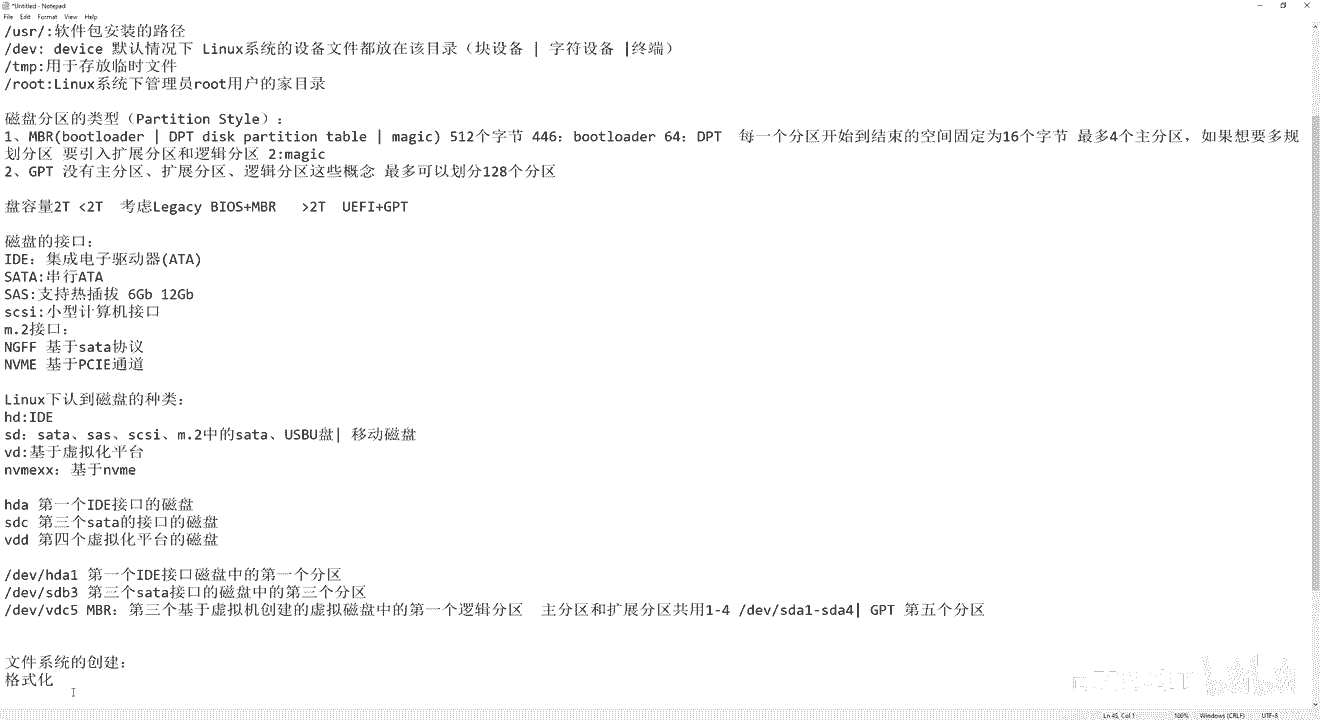 *Untitled - Notepad
File Edit Format View Help
/usr/:软件包安装的路径
/dev: device 默认情况下 Linux系统的设备文件都放在该目录（块设备 | 字符设备 |终端）
/tmp:用于存放临时文件
/root:Linux系统下管理员root用户的家目录
磁盘分区的类型（Partition Style）：
1、MBR(bootloader | DPT disk partition table | magic) 512个字节 446：bootloader 64：DPT 每一个分区开始到结束的空间固定为16个字节 最多4个主分区，如果想要多规
划分区 要引入扩展分区和逻辑分区 2:magic
2、GPT 没有主分区、扩展分区、逻辑分区这些概念 最多可以划分128个分区
盘容量2T <2T 考虑Legacy BIOS+MBR >2T UEFI+GPT
磁盘的接口：
IDE：集成电子驱动器(ATA)
SATA:串行ATA
SAS:支持热插拔 6Gb 12Gb
scsi:小型计算机接口
m.2接口：
NGFF 基于sata协议
NVME 基于PCIE通道
Linux下认到磁盘的种类：
hd:IDE
sd：sata、sas、scsi、m.2中的sata、USBU盘| 移动磁盘
vd:基于虚拟化平台
nvmexx：基于nvme
hda 第一个IDE接口的磁盘
sdc 第三个sata的接口的磁盘
vdd 第四个虚拟化平台的磁盘
/dev/hda1 第一个IDE接口磁盘中的第一个分区
/dev/sdb3 第三个sata接口的磁盘中的第三个分区
/dev/vdc5 MBR：第三个基于虚拟机创建的虚拟磁盘中的第一个逻辑分区 主分区和扩展分区共用1-4 /dev/sda1-sda4| GPT 第五个分区
文件系统的创建：
格式化
Ln 45, Col 1 100% Windows (CRLF) UTF-8